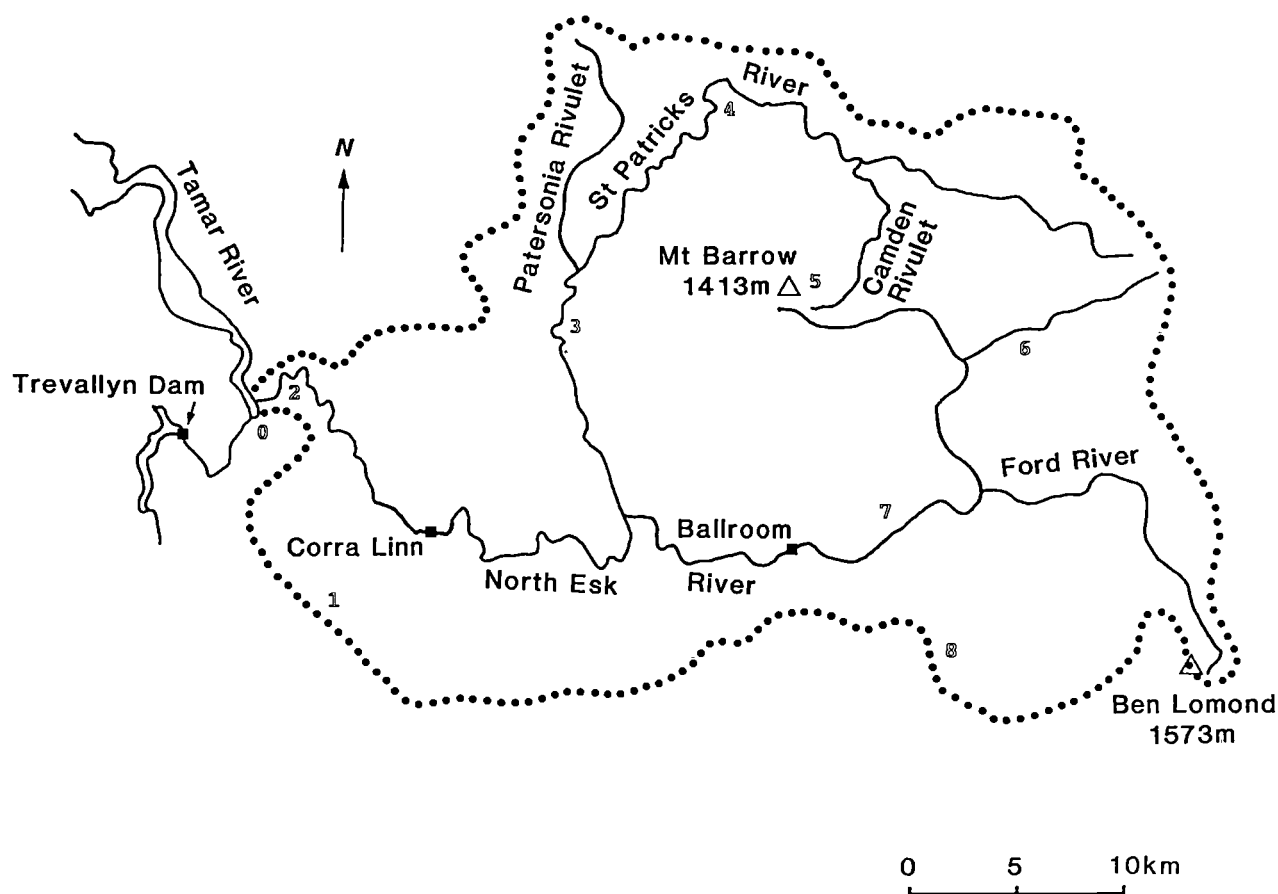 River
4
Patersonia Rivulet
St Patricks
N
Tamar River
Camden
Rivulet
Mt Barrow
1413m
5
3
6
Trevallyn Dam
2
0
Ford River
7
Ballroom
Corra Linn
North Esk
River
1
8
Ben Lomond
1573m
0 5 10km